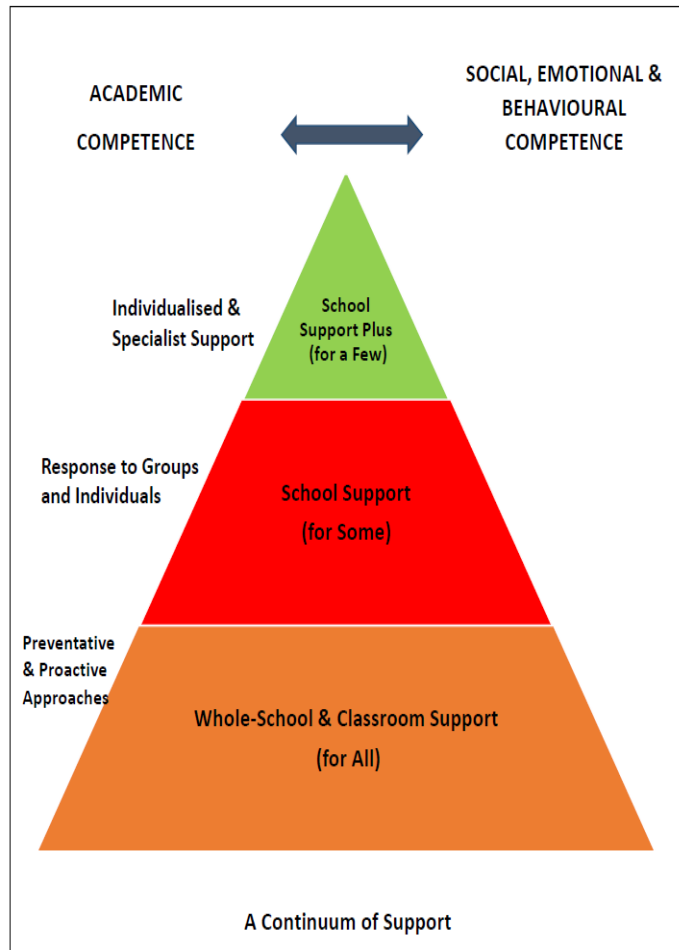 ACADEMIC
COMPETENCE
SOCIAL, EMOTIONAL &
BEHAVIOURAL
COMPETENCE
Individualised &
Specialist Support
School
Support Plus
(for a Few)
Response to Groups
and Individuals
School Support
(for Some)
Preventative
& Proactive
Approaches
Whole-School & Classroom Support
(for All)
A Continuum of Support